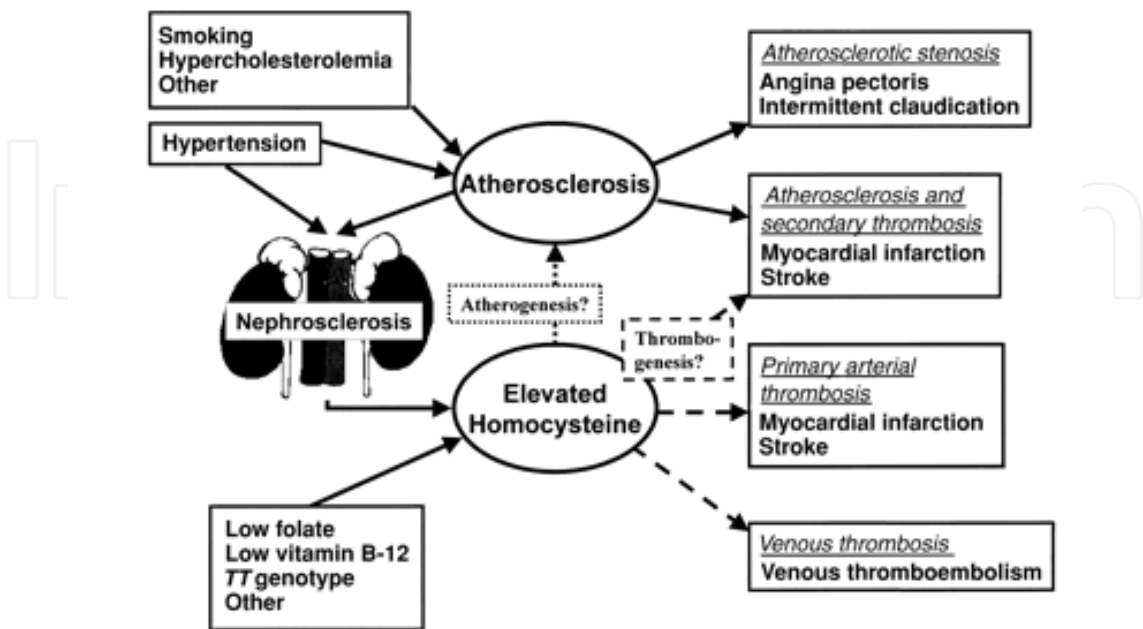 Smoking
Hypercholesterolemia
Other
Hypertension
Atherosclerosis
Atherosclerotic stenosis
Angina pectoris
Intermittent claudication
Atherosclerosis and
secondary thrombosis
Myocardial infarction
Stroke
Nephrosclerosis
Atherogenesis?
Thrombo-
genesis?
Elevated
Homocysteine
Primary arterial
thrombosis
Myocardial infarction
Stroke
Low folate
Low vitamin B-12
TT genotype
Other
Venous thrombosis
Venous thromboembolism